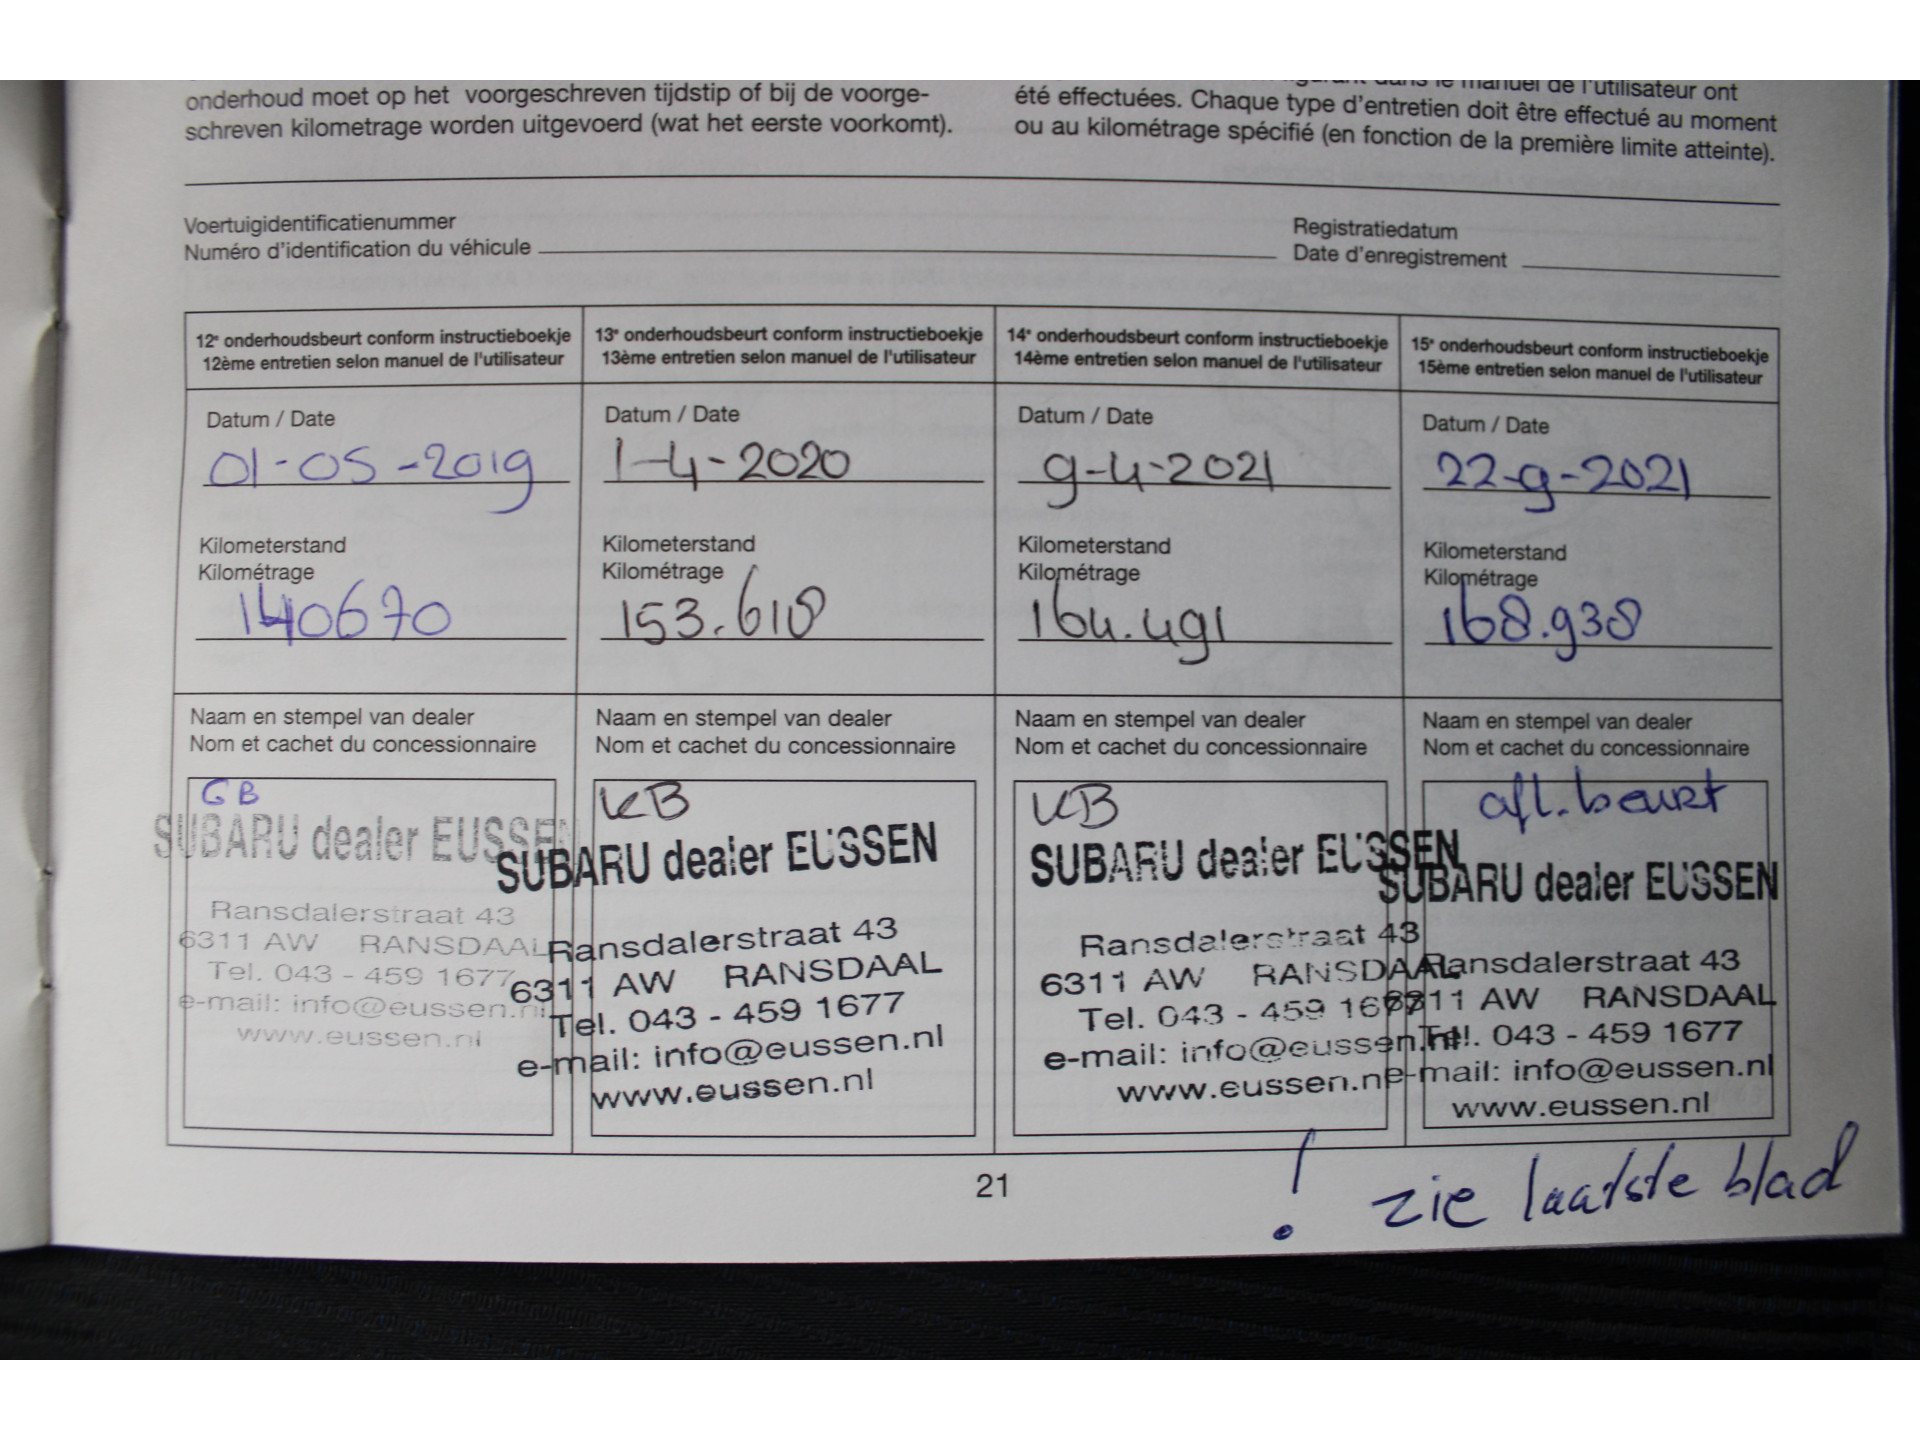 onderhoud moet op het voorgeschreven tijdstip of bij de voorge-
schreven kilometrage worden uitgevoerd (wat het eerste voorkomt).
dans le manuel de l'utilisateur ont
été effectuées. Chaque type d'entretien doit être effectué au moment
ou au kilométrage spécifié (en fonction de la première limite atteinte).
Voertuigidentificatienummer
Numéro d'identification du véhicule
Registratiedatum
Date d'enregistrement
12e onderhoudsbeurt conform instructieboekje
12ème entretien selon manuel de l'utilisateur
Datum / Date
01-05-2019
Kilometerstand
Kilométrage
140670
Naam en stempel van dealer
Nom et cachet du concessionnaire
GB
SUBARU dealer EUSSEN
Ransdalerstraat 43
6311 AW RANSDAAL
Tel. 043 - 459 1677
e-mail: info@eussen.nl
www.eussen.nl
13e onderhoudsbeurt conform instructieboekje
13ème entretien selon manuel de l'utilisateur
Datum / Date
1-4-2020
Kilometerstand
Kilométrage
153.618
Naam en stempel van dealer
Nom et cachet du concessionnaire
KB
SUBARU dealer EUSSEN
Ransdalerstraat 43
6311 AW RANSDAAL
Tel. 043 - 459 1677
e-mail: info@eussen.nl
www.eussen.nl
14e onderhoudsbeurt conform instructieboekje
14ème entretien selon manuel de l'utilisateur
Datum / Date
9-4-2021
Kilometerstand
Kilométrage
164.491
Naam en stempel van dealer
Nom et cachet du concessionnaire
KB
SUBARU dealer EUSSEN
Ransdalerstraat 43
6311 AW RANSDAAL
Tel. 043 - 459 1677
e-mail: info@eussen.nl
www.eussen.nl
15e onderhoudsbeurt conform instructieboekje
15ème entretien selon manuel de l'utilisateur
Datum / Date
22-9-2021
Kilometerstand
Kilométrage
168.938
Naam en stempel van dealer
Nom et cachet du concessionnaire
afl. beurt
SUBARU dealer EUSSEN
Ransdalerstraat 43
6311 AW RANSDAAL
Tel. 043 - 459 1677
e-mail: info@eussen.nl
www.eussen.nl
21
! zie laatste blad